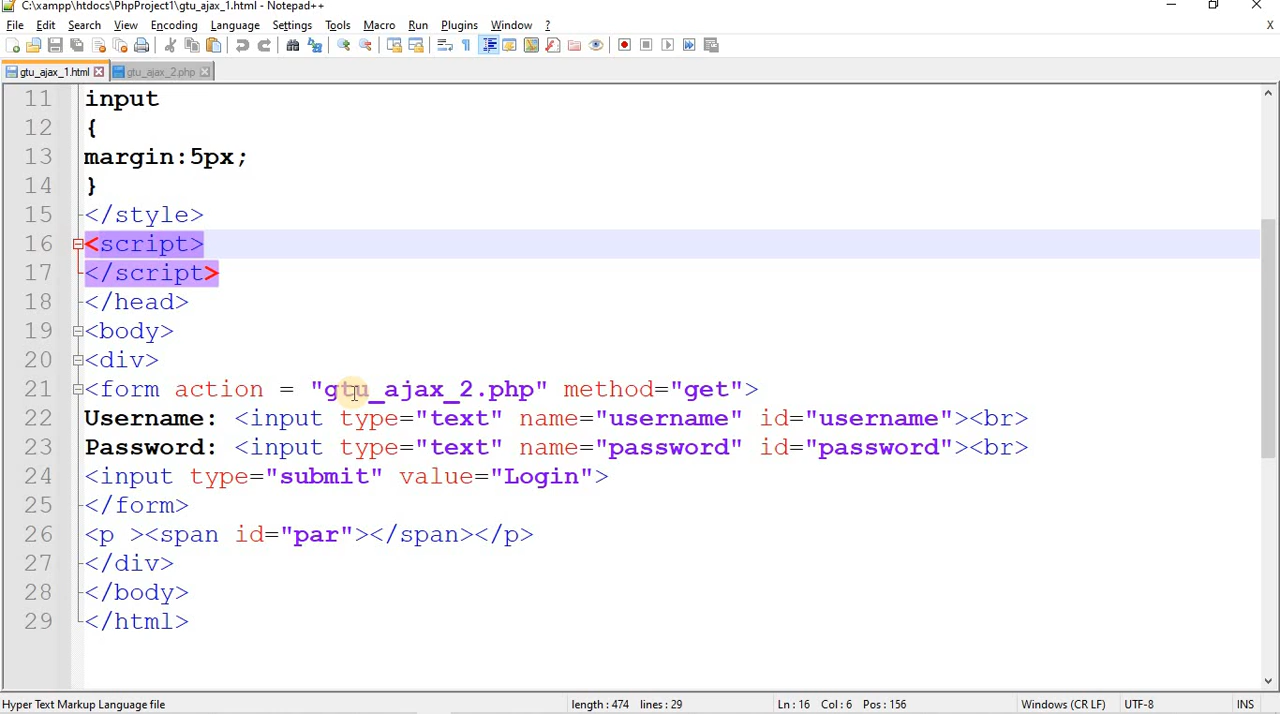 C:\xampp\htdocs\PhpProject1\gtu_ajax_1.html - Notepad++
File Edit Search View Encoding Language Settings Tools Macro Run Plugins Window ? X
gtu_ajax_1.html gtu_ajax_2.php
11 input
12 {
13 margin:5px;
14 }
15 </style>
16 <script>
17 </script>
18 </head>
19 <body>
20 <div>
21 <form action = "gtu_ajax_2.php" method="get">
22 Username: <input type="text" name="username" id="username"><br>
23 Password: <input type="text" name="password" id="password"><br>
24 <input type="submit" value="Login">
25 </form>
26 <p ><span id="par"></span></p>
27 </div>
28 </body>
29 </html>
Hyper Text Markup Language file length : 474 lines : 29 Ln : 16 Col : 6 Pos : 156 Windows (CR LF) UTF-8 INS